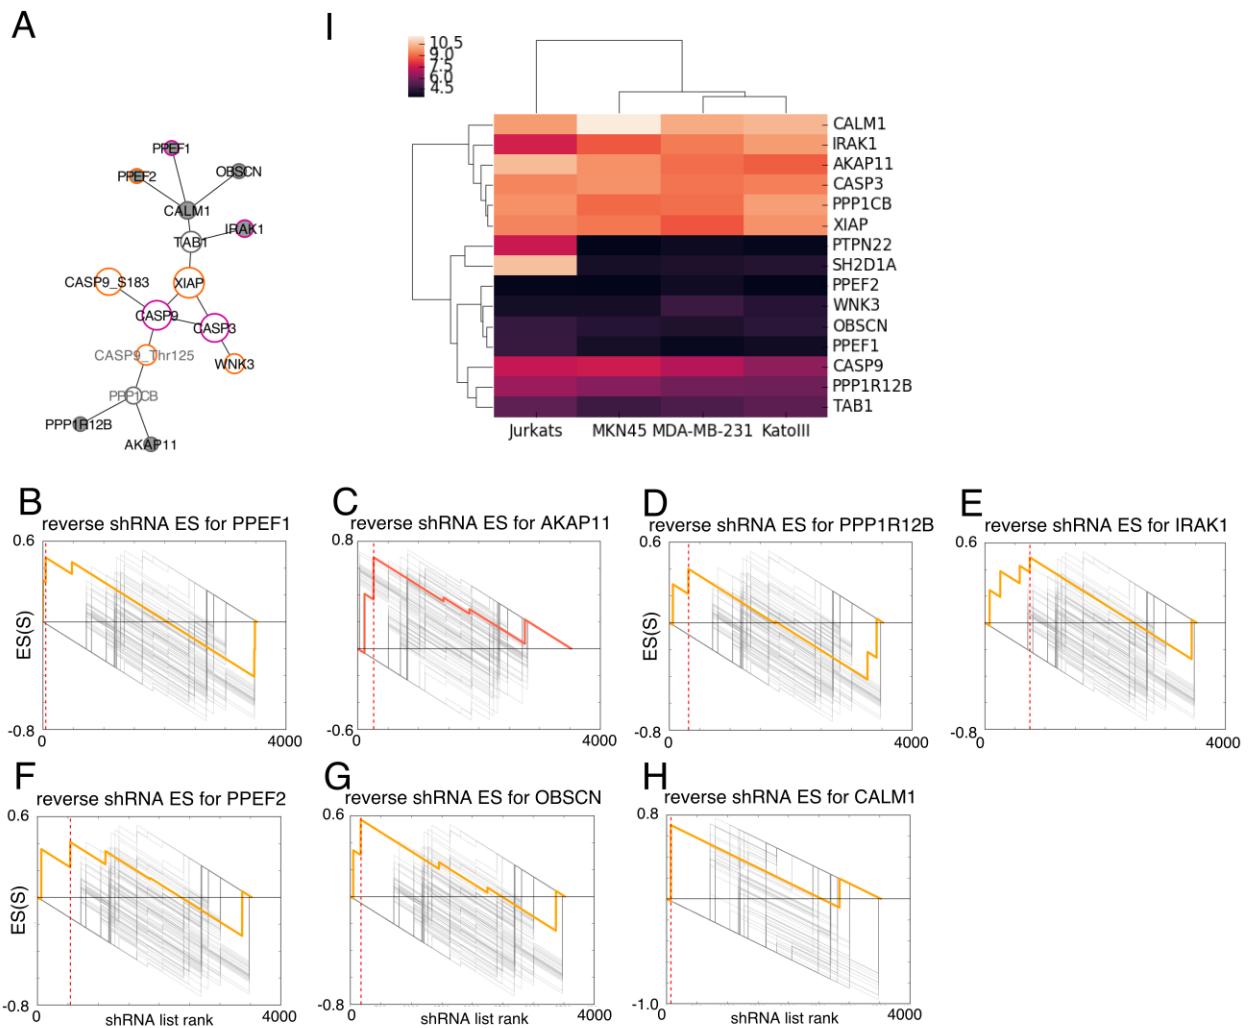 A
I
10.5
9.0
7.5
6.0
4.5
PPEF1
PPEF2
OBSCN
CALM1
TAB1
IRAK1
CASP9_S183
XIAP
CASP9
CASP3
CASP9_Thr125
WNK3
PPP1CB
PPP1R12B
AKAP11
CALM1
IRAK1
AKAP11
CASP3
PPP1CB
XIAP
PTPN22
SH2D1A
PPEF2
WNK3
OBSCN
PPEF1
CASP9
PPP1R12B
TAB1
Jurkats MKN45 MDA-MB-231 KatoIII
B
reverse shRNA ES for PPEF1
0.6
ES(S)
-0.8
0 4000
C
reverse shRNA ES for AKAP11
0.8
-0.6
0 4000
D
reverse shRNA ES for PPP1R12B
0.6
ES(S)
-0.8
0 4000
E
reverse shRNA ES for IRAK1
0.6
-0.8
0 4000
F
reverse shRNA ES for PPEF2
0.6
ES(S)
-0.8
0 4000
shRNA list rank
G
reverse shRNA ES for OBSCN
0.6
-0.8
0 4000
shRNA list rank
H
reverse shRNA ES for CALM1
0.8
-1.0
0 4000
shRNA list rank